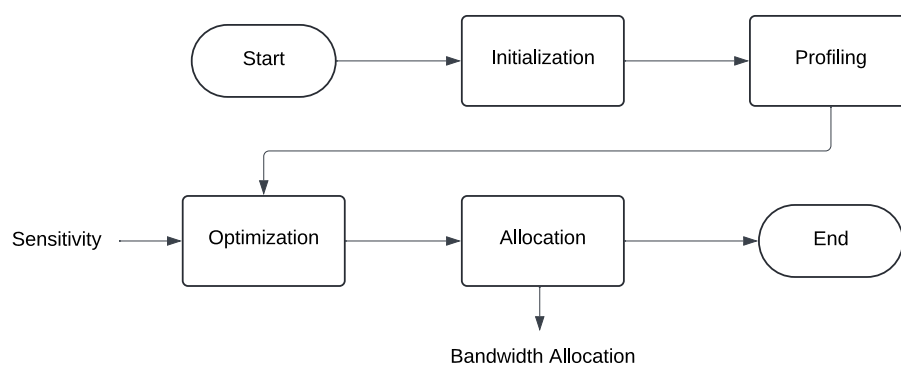 Start
Initialization
Profiling
Sensitivity
Optimization
Allocation
End
Bandwidth Allocation